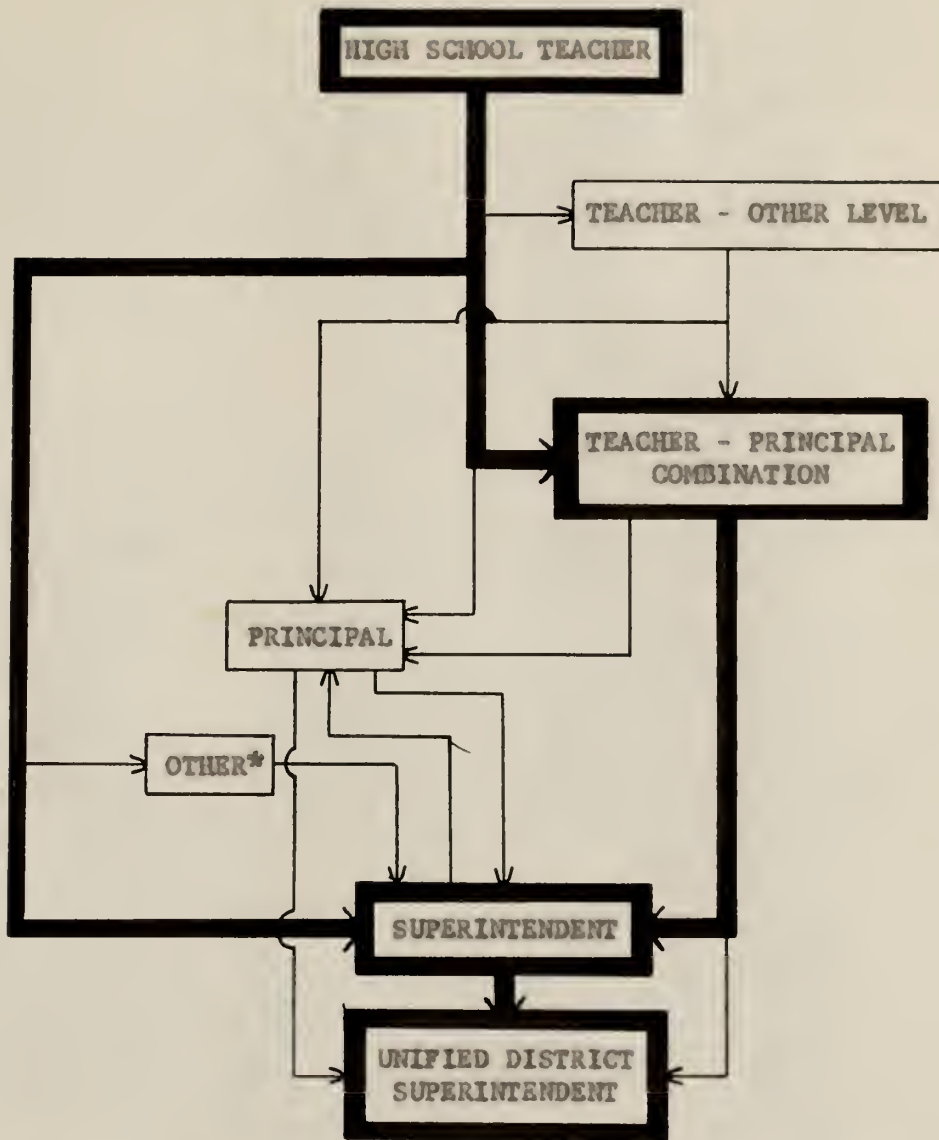 HIGH SCHOOL TEACHER
TEACHER - OTHER LEVEL
TEACHER - PRINCIPAL
COMBINATION
PRINCIPAL
OTHER*
SUPERINTENDENT
UNIFIED DISTRICT
SUPERINTENDENT